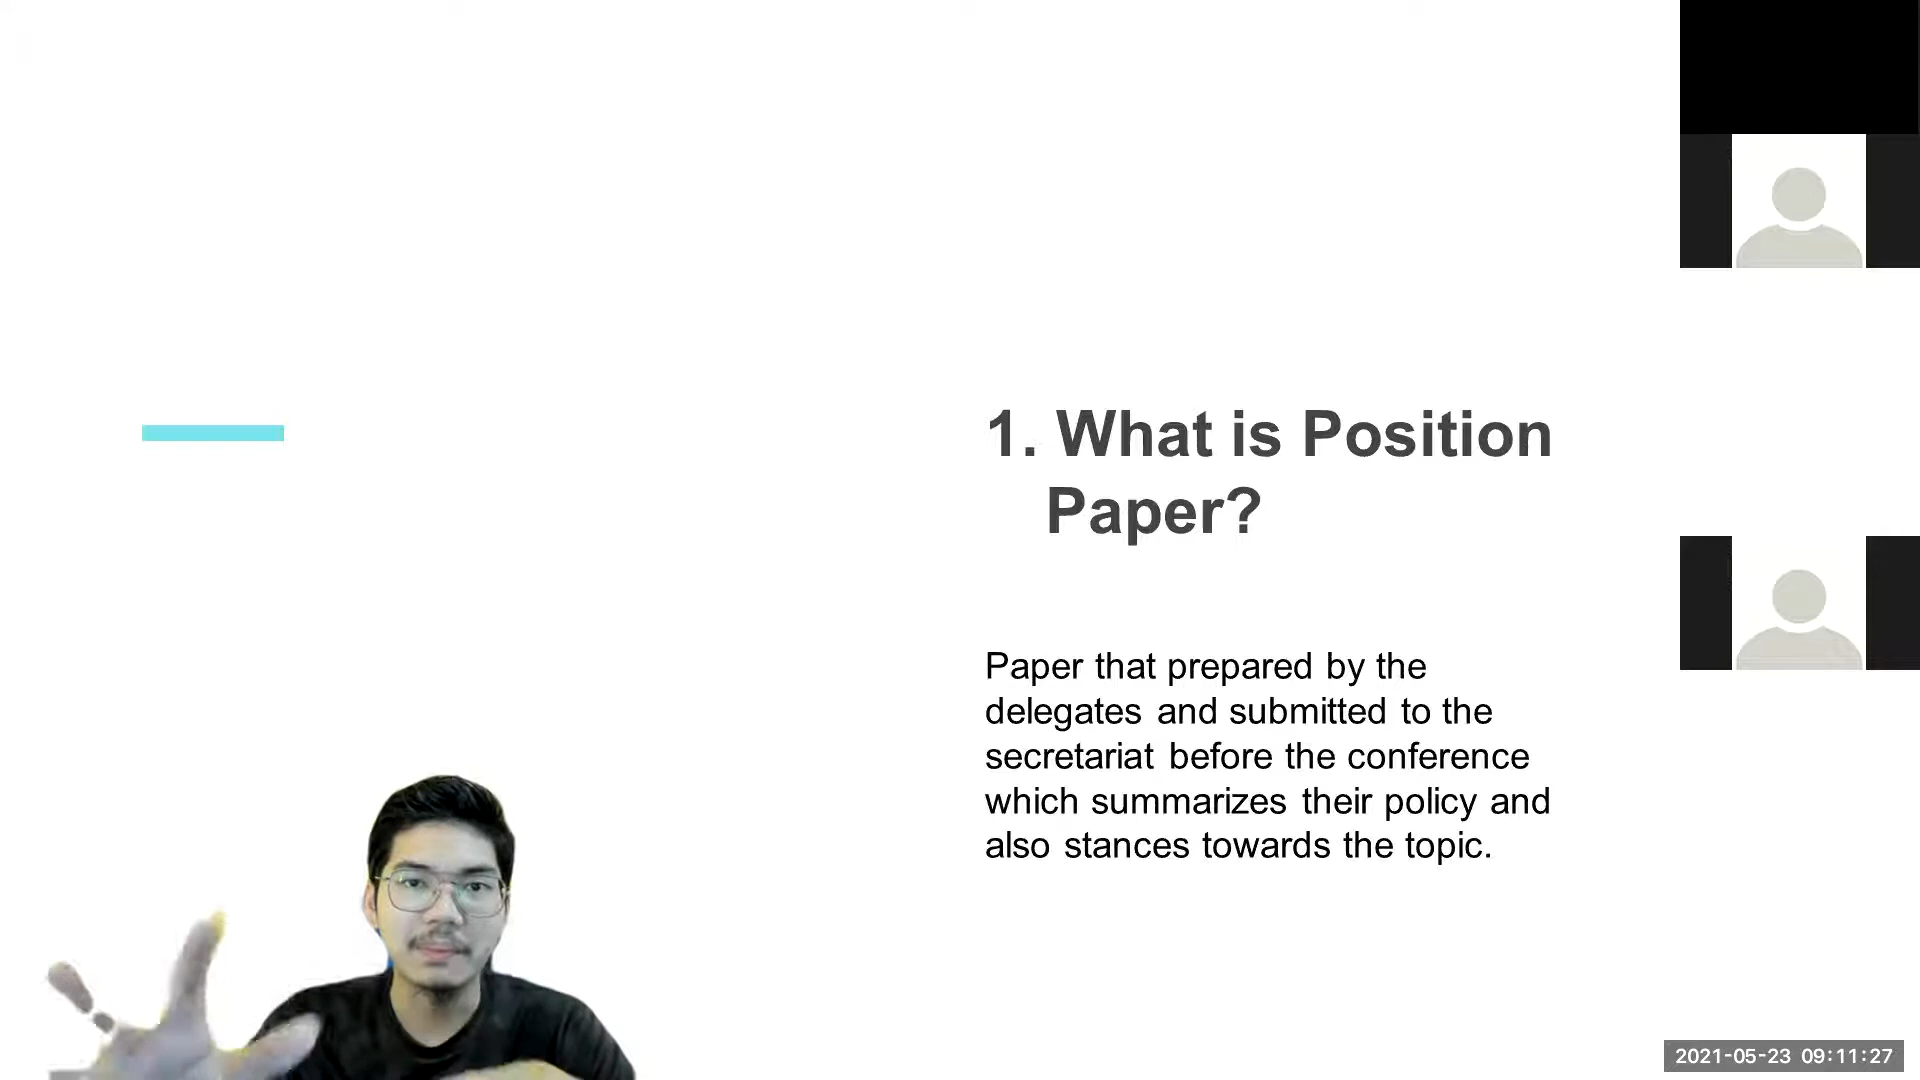 1. What is Position
Paper?
Paper that prepared by the
delegates and submitted to the
secretariat before the conference
which summarizes their policy and
also stances towards the topic.
2021-05-23 09:11:27